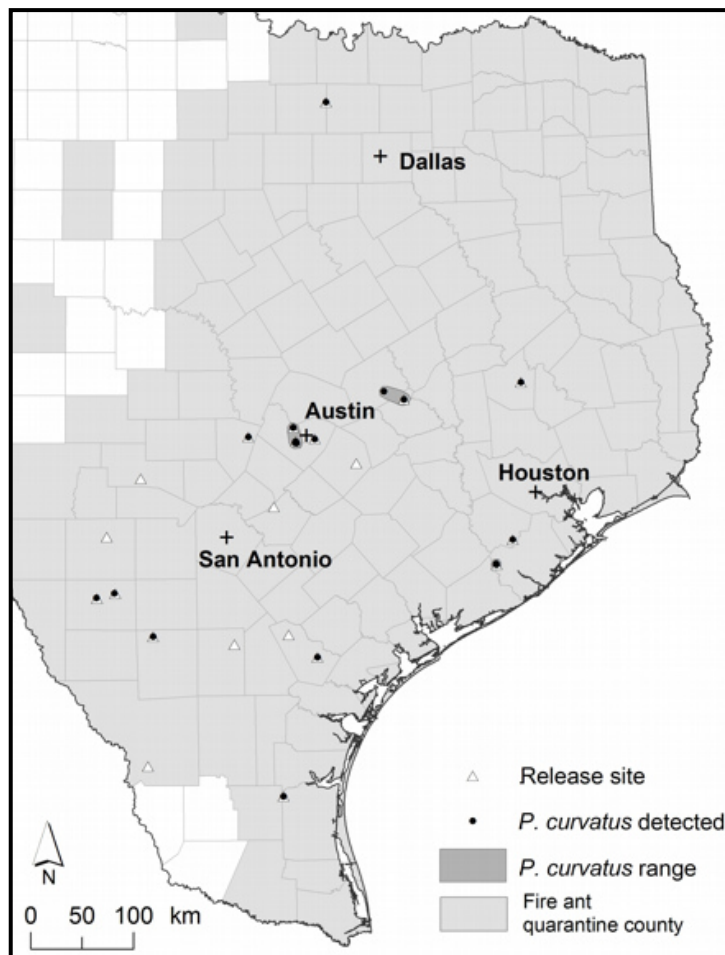 Dallas
Austin
Houston
San Antonio
Release site
P. curvatus detected
P. curvatus range
Fire ant
quarantine county
N
0 50 100 km